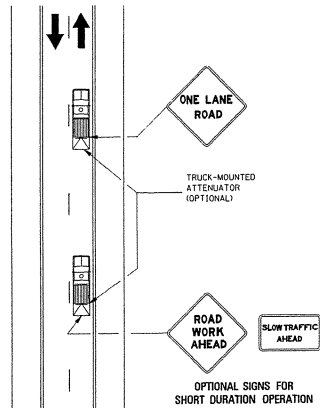 ONE LANE
ROAD
TRUCK-MOUNTED
ATTENUATOR
(OPTIONAL)
ROAD
WORK
AHEAD
SLOW TRAFFIC
AHEAD
OPTIONAL SIGNS FOR
SHORT DURATION OPERATION